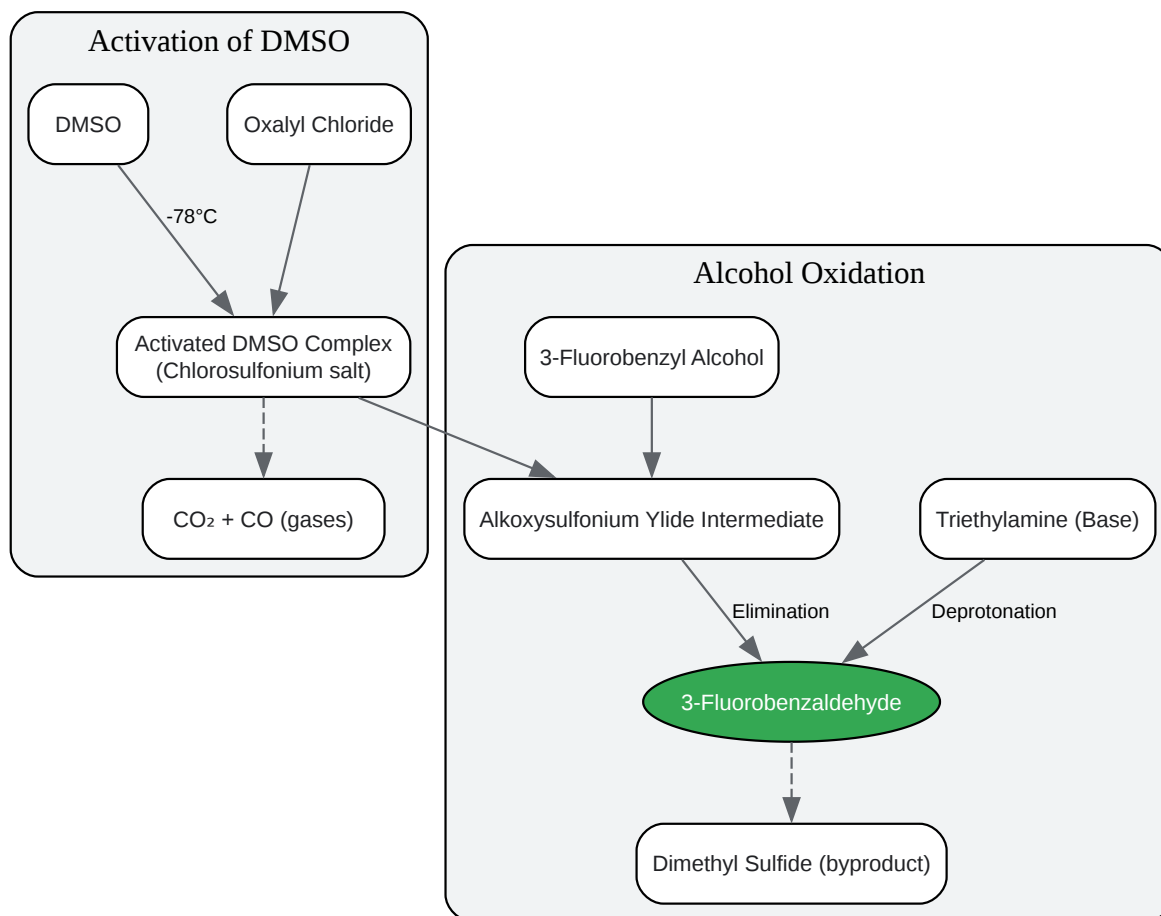 Activation of DMSO
DMSO
Oxalyl Chloride
-78°C
Activated DMSO Complex
(Chlorosulfonium salt)
CO₂ + CO (gases)
Alcohol Oxidation
3-Fluorobenzyl Alcohol
Alkoxysulfonium Ylide Intermediate
Triethylamine (Base)
Elimination
Deprotonation
3-Fluorobenzaldehyde
Dimethyl Sulfide (byproduct)